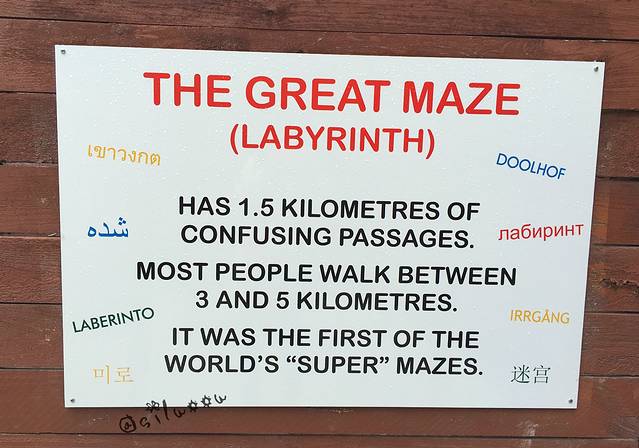 THE GREAT MAZE
(LABYRINTH)
เขาวงกต
DOOLHOF
HAS 1.5 KILOMETRES OF
CONFUSING PASSAGES.
شده
лабиринт
MOST PEOPLE WALK BETWEEN
3 AND 5 KILOMETRES.
LABERINTO
IRRGÅNG
IT WAS THE FIRST OF THE
WORLD'S “SUPER” MAZES.
미로
迷宫